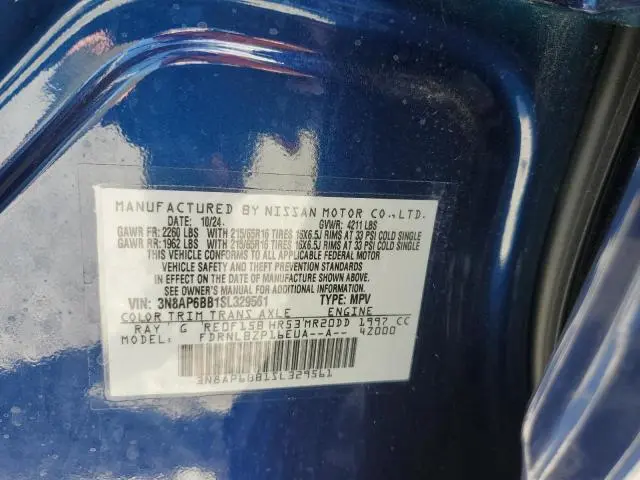 MANUFACTURED BY NISSAN MOTOR CO.,LTD.
DATE: 10/24 GVWR: 4211 LBS
GAWR FR: 2260 LBS WITH 215/65R16 TIRES 16X6.5J RIMS AT 33 PSI COLD SINGLE
GAWR RR: 1962 LBS WITH 215/65R16 TIRES 16X6.5J RIMS AT 33 PSI COLD SINGLE
THIS VEHICLE CONFORMS TO ALL APPLICABLE FEDERAL MOTOR
VEHICLE SAFETY AND THEFT PREVENTION STANDARDS IN
EFFECT ON THE DATE OF MANUFACTURE SHOWN ABOVE.
SEE OWNER'S MANUAL FOR ADDITIONAL INFORMATION
VIN: 3N8AP6BB1SL329561 TYPE: MPV
COLOR TRIM TRANS AXLE ENGINE
RAY G RE0F15B HR53 MR20DD 1997 CC
MODEL: FDRNLBZP16EUA--A-- 4Z000
3N8AP6BB1SL329561